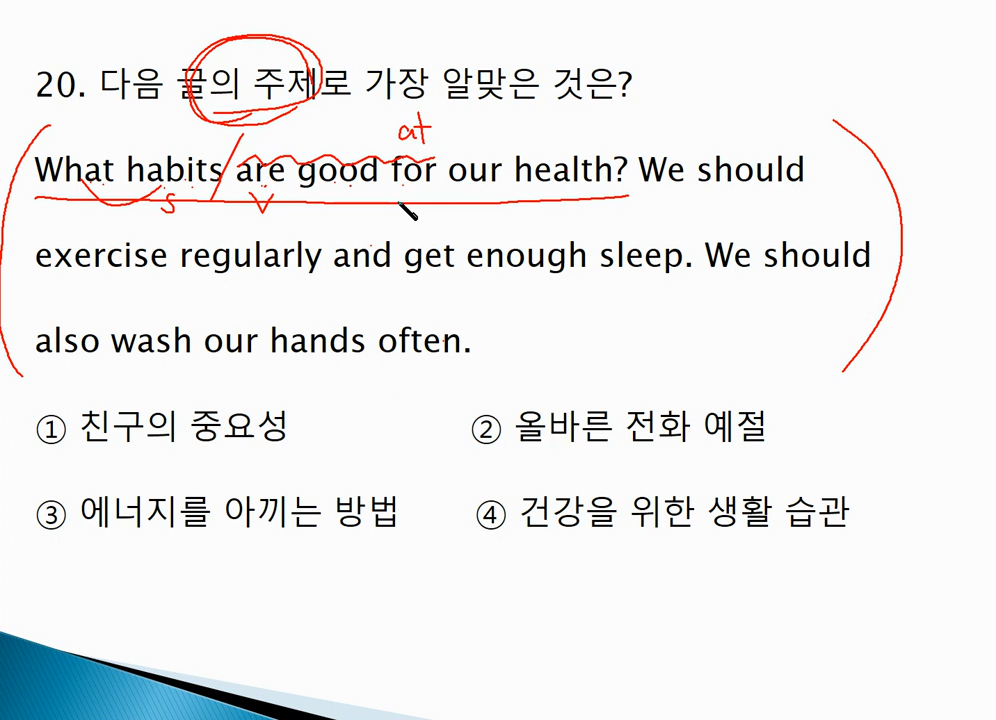 20. 다음 글의 주제로 가장 알맞은 것은?
at
What habits are good for our health? We should
s v
exercise regularly and get enough sleep. We should
also wash our hands often.
① 친구의 중요성 ② 올바른 전화 예절
③ 에너지를 아끼는 방법 ④ 건강을 위한 생활 습관